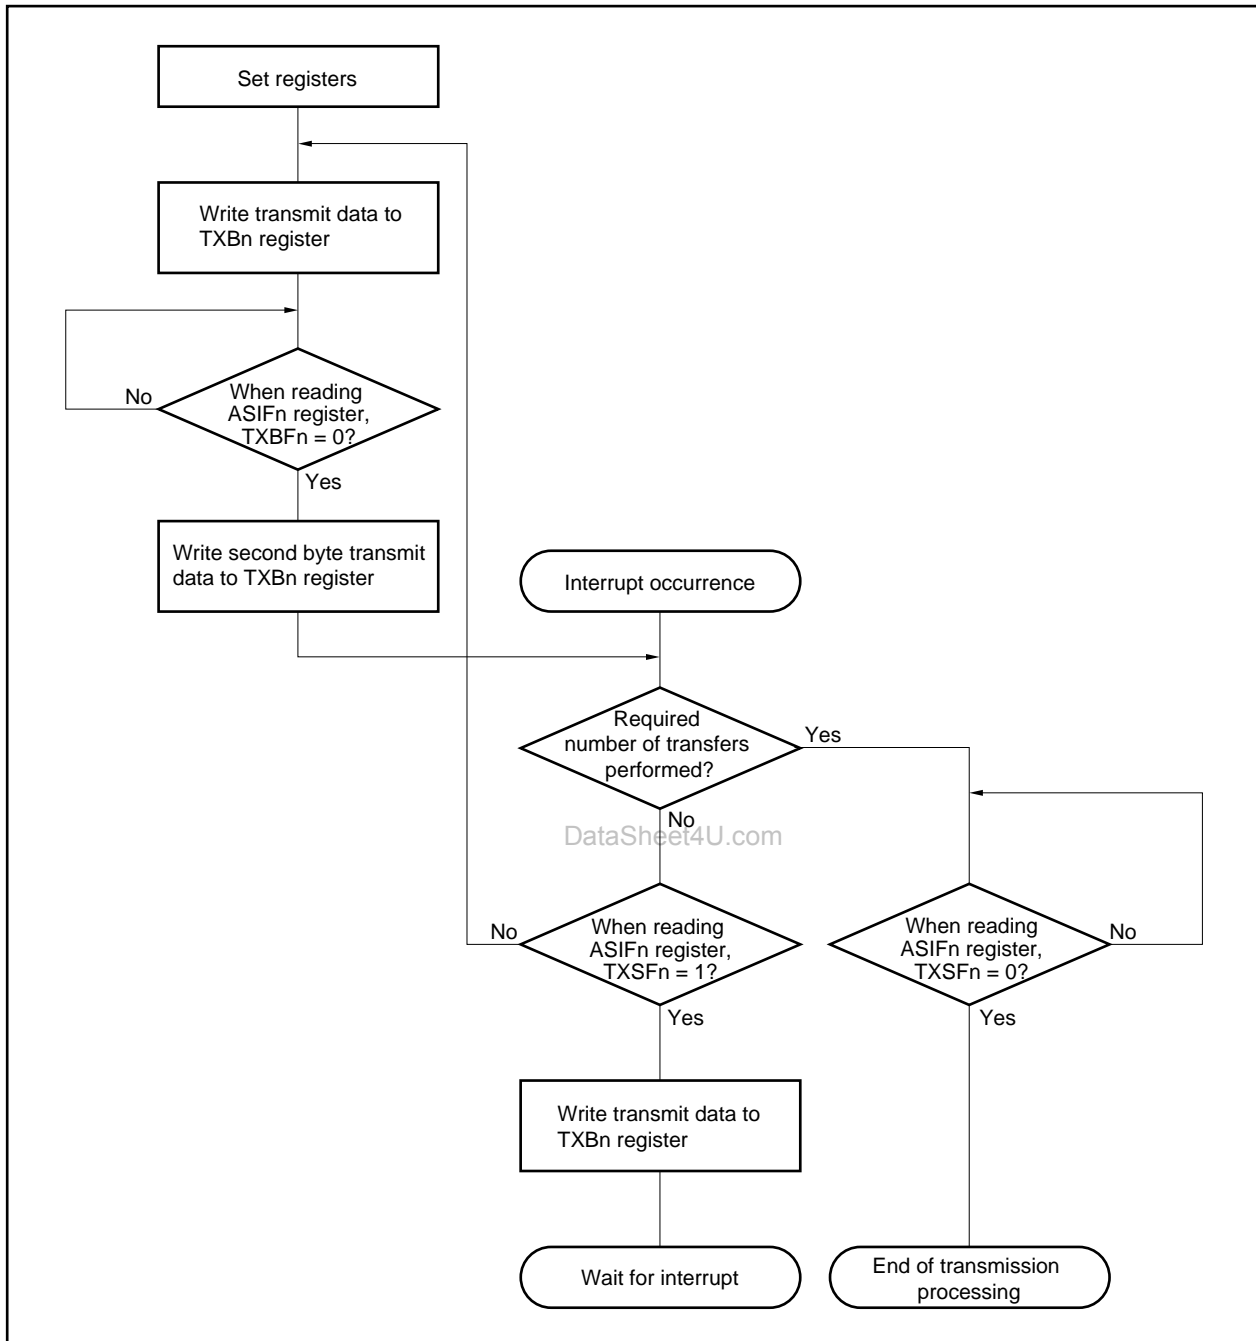 Set registers
Write transmit data to
TXBn register
No
When reading
ASIFn register,
TXBFn = 0?
Yes
Write second byte transmit
data to TXBn register
Interrupt occurrence
Required
number of transfers
performed?
Yes
No
DataSheet4U.com
No
When reading
ASIFn register,
TXSFn = 1?
Yes
When reading
ASIFn register,
TXSFn = 0?
No
Yes
Write transmit data to
TXBn register
Wait for interrupt
End of transmission
processing